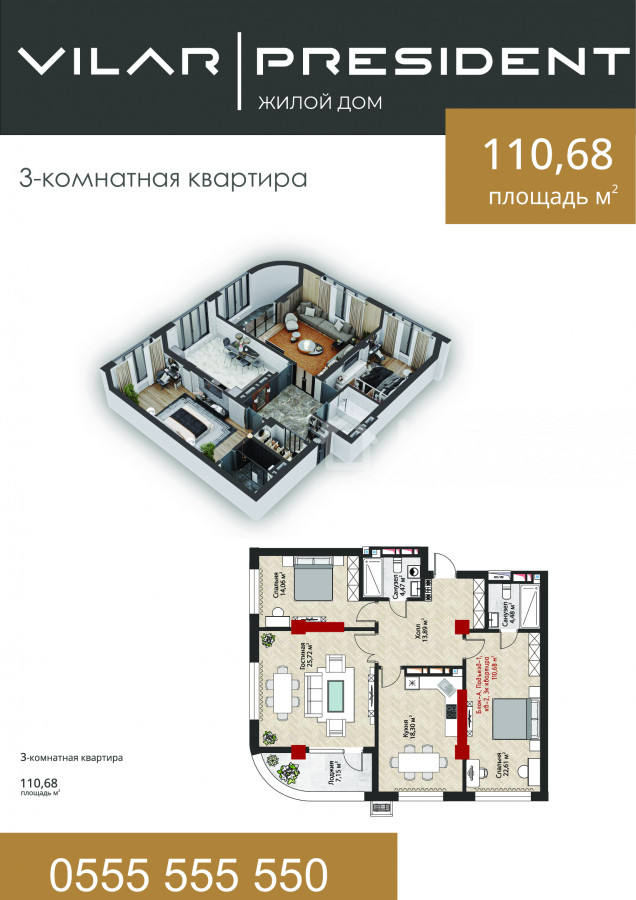 VILAR PRESIDENT
ЖИЛОЙ ДОМ
110,68
площадь м²
3-комнатная квартира
Спальня
14,06 м²
Санузел
4,47 м²
Холл
13,89 м²
Санузел
4,48 м²
Гостиная
25,72 м²
Блок-А, Подъезд-1,
кв-2, 3к квартира
110,68 м²
Кухня
18,30 м²
Лоджия
7,15 м²
Спальня
22,61 м²
3-комнатная квартира
110,68
площадь м²
0555 555 550